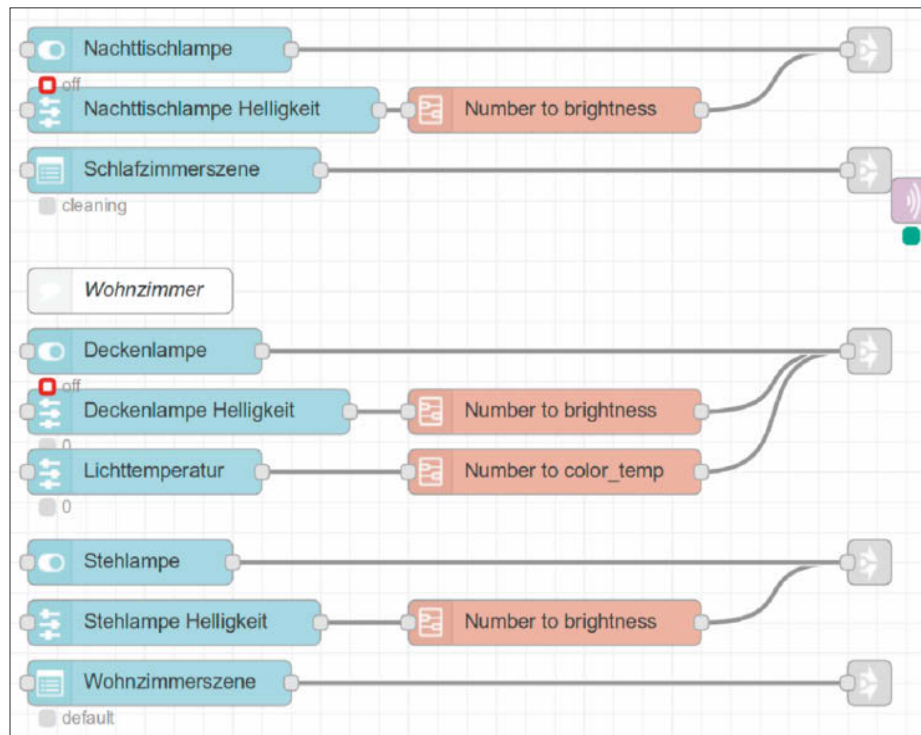 Nachttischlampe
off
Nachttischlampe Helligkeit
Number to brightness
Schlafzimmerszene
cleaning
Wohnzimmer
Deckenlampe
off
Deckenlampe Helligkeit
Number to brightness
0
Lichttemperatur
Number to color_temp
0
Stehlampe
Stehlampe Helligkeit
Number to brightness
Wohnzimmerszene
default